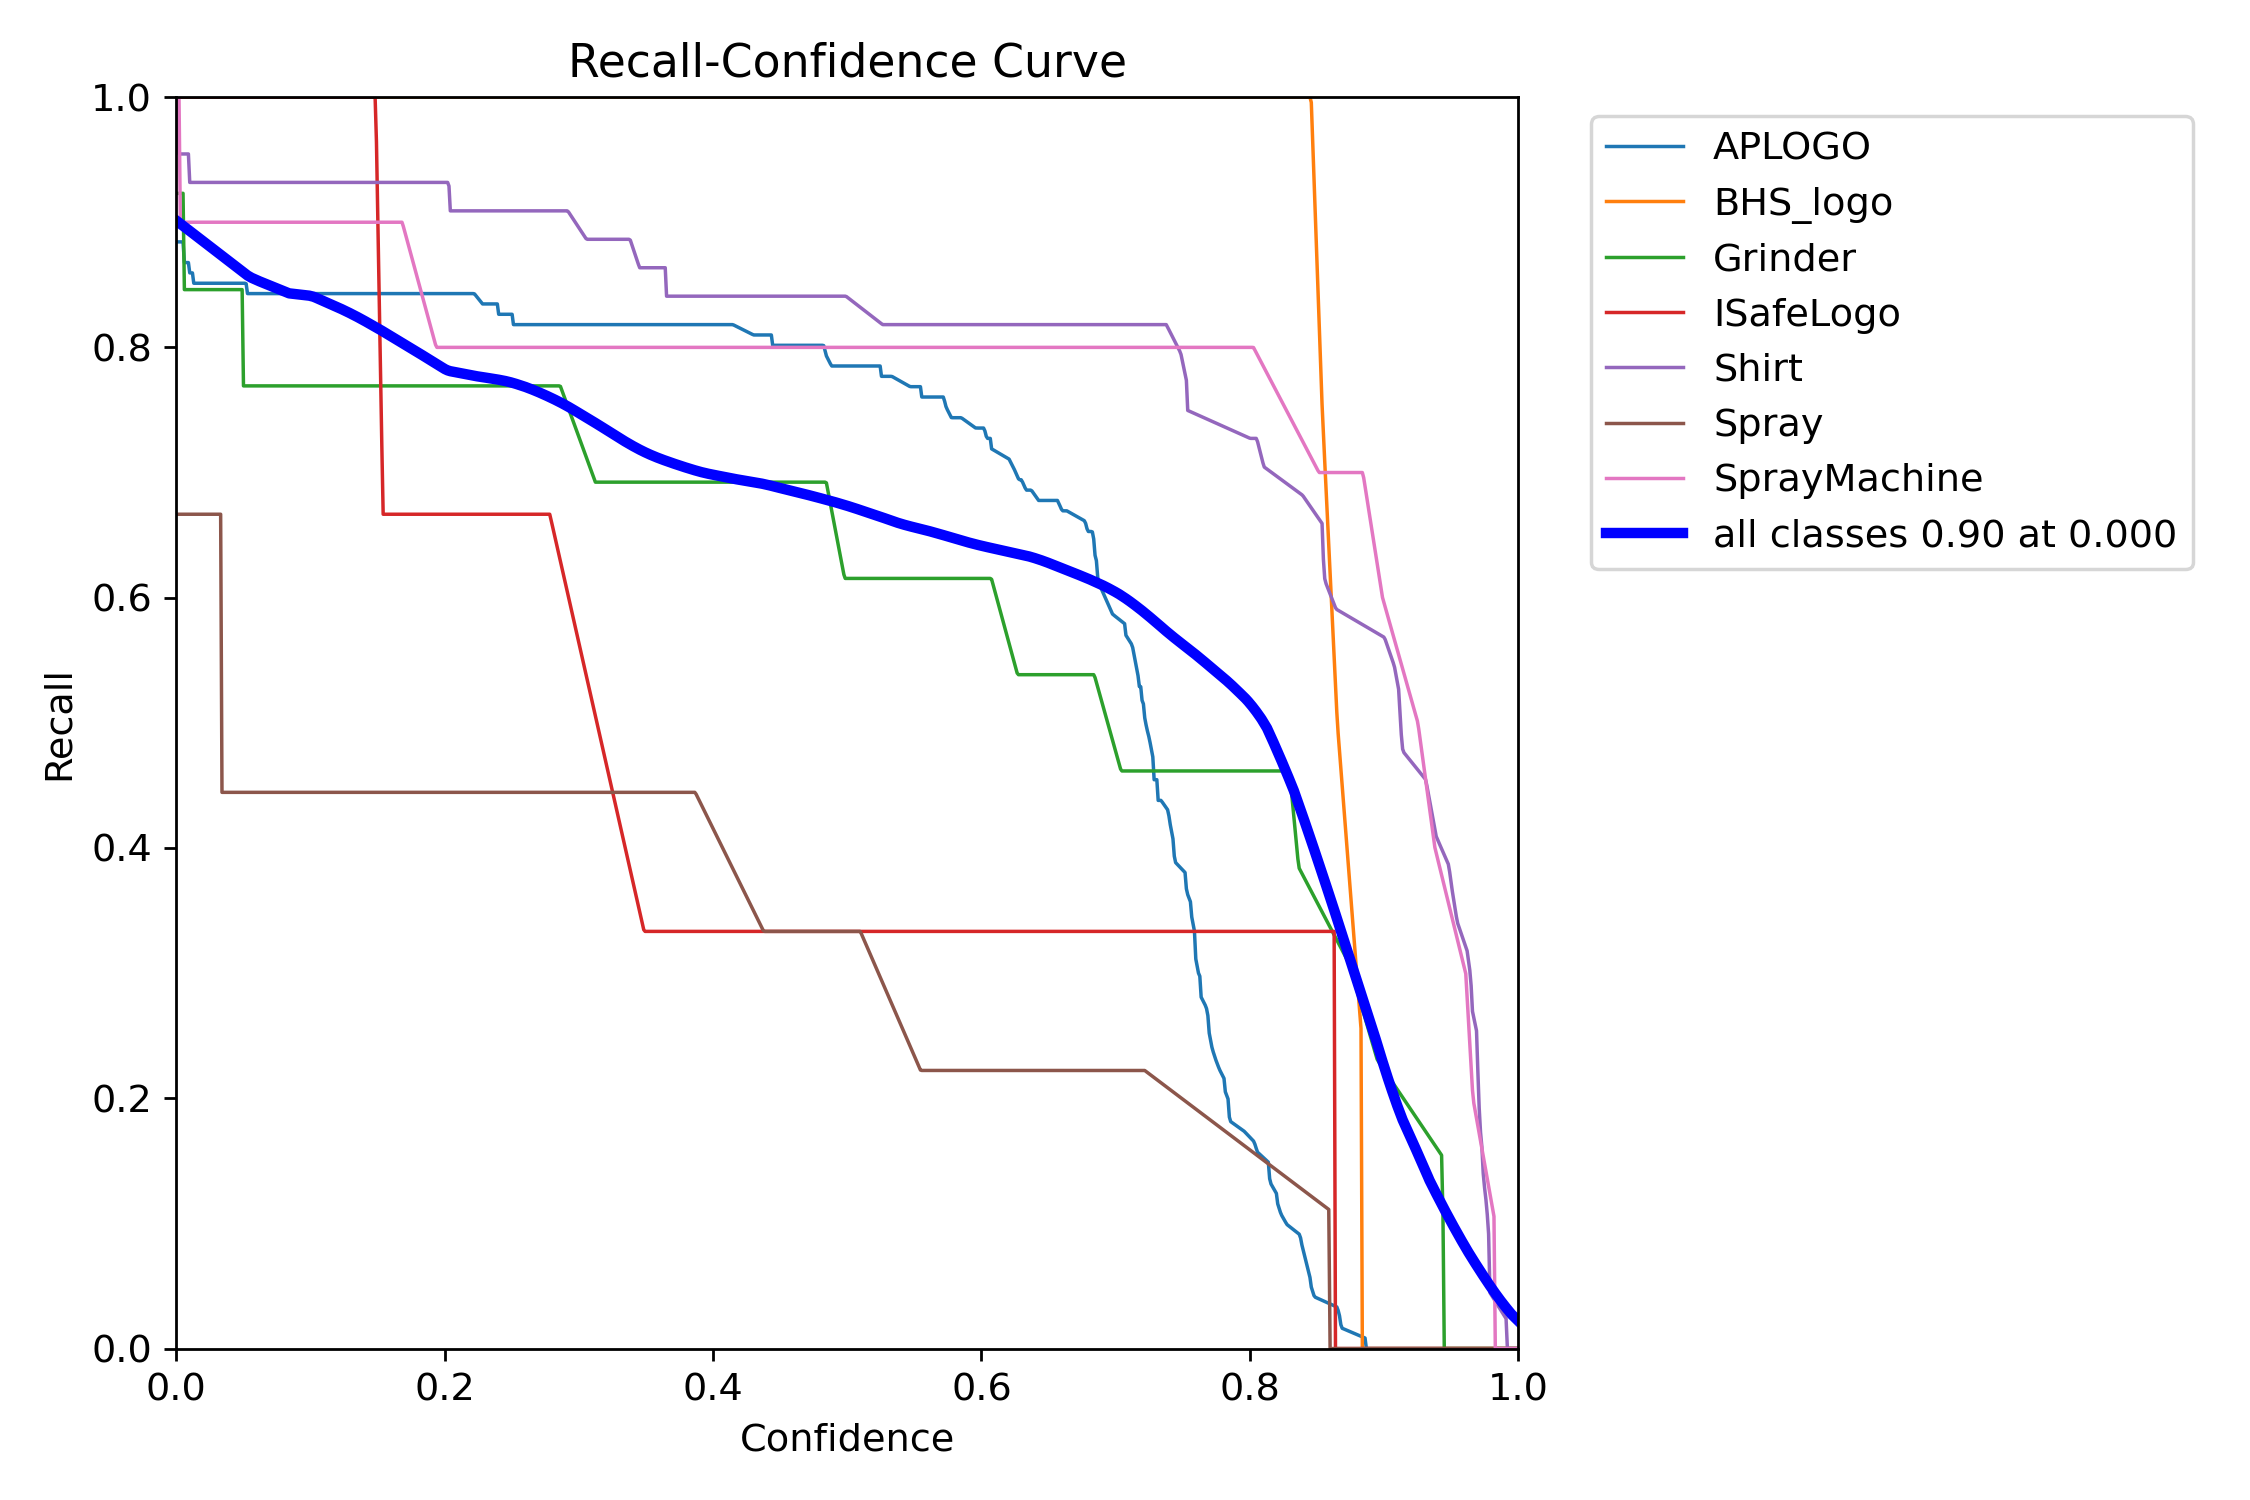 Recall-Confidence Curve
1.0
0.8
0.6
0.4
0.2
0.0
Recall
0.0 0.2 0.4 0.6 0.8 1.0
Confidence
APLOGO
BHS_logo
Grinder
ISafeLogo
Shirt
Spray
SprayMachine
all classes 0.90 at 0.000